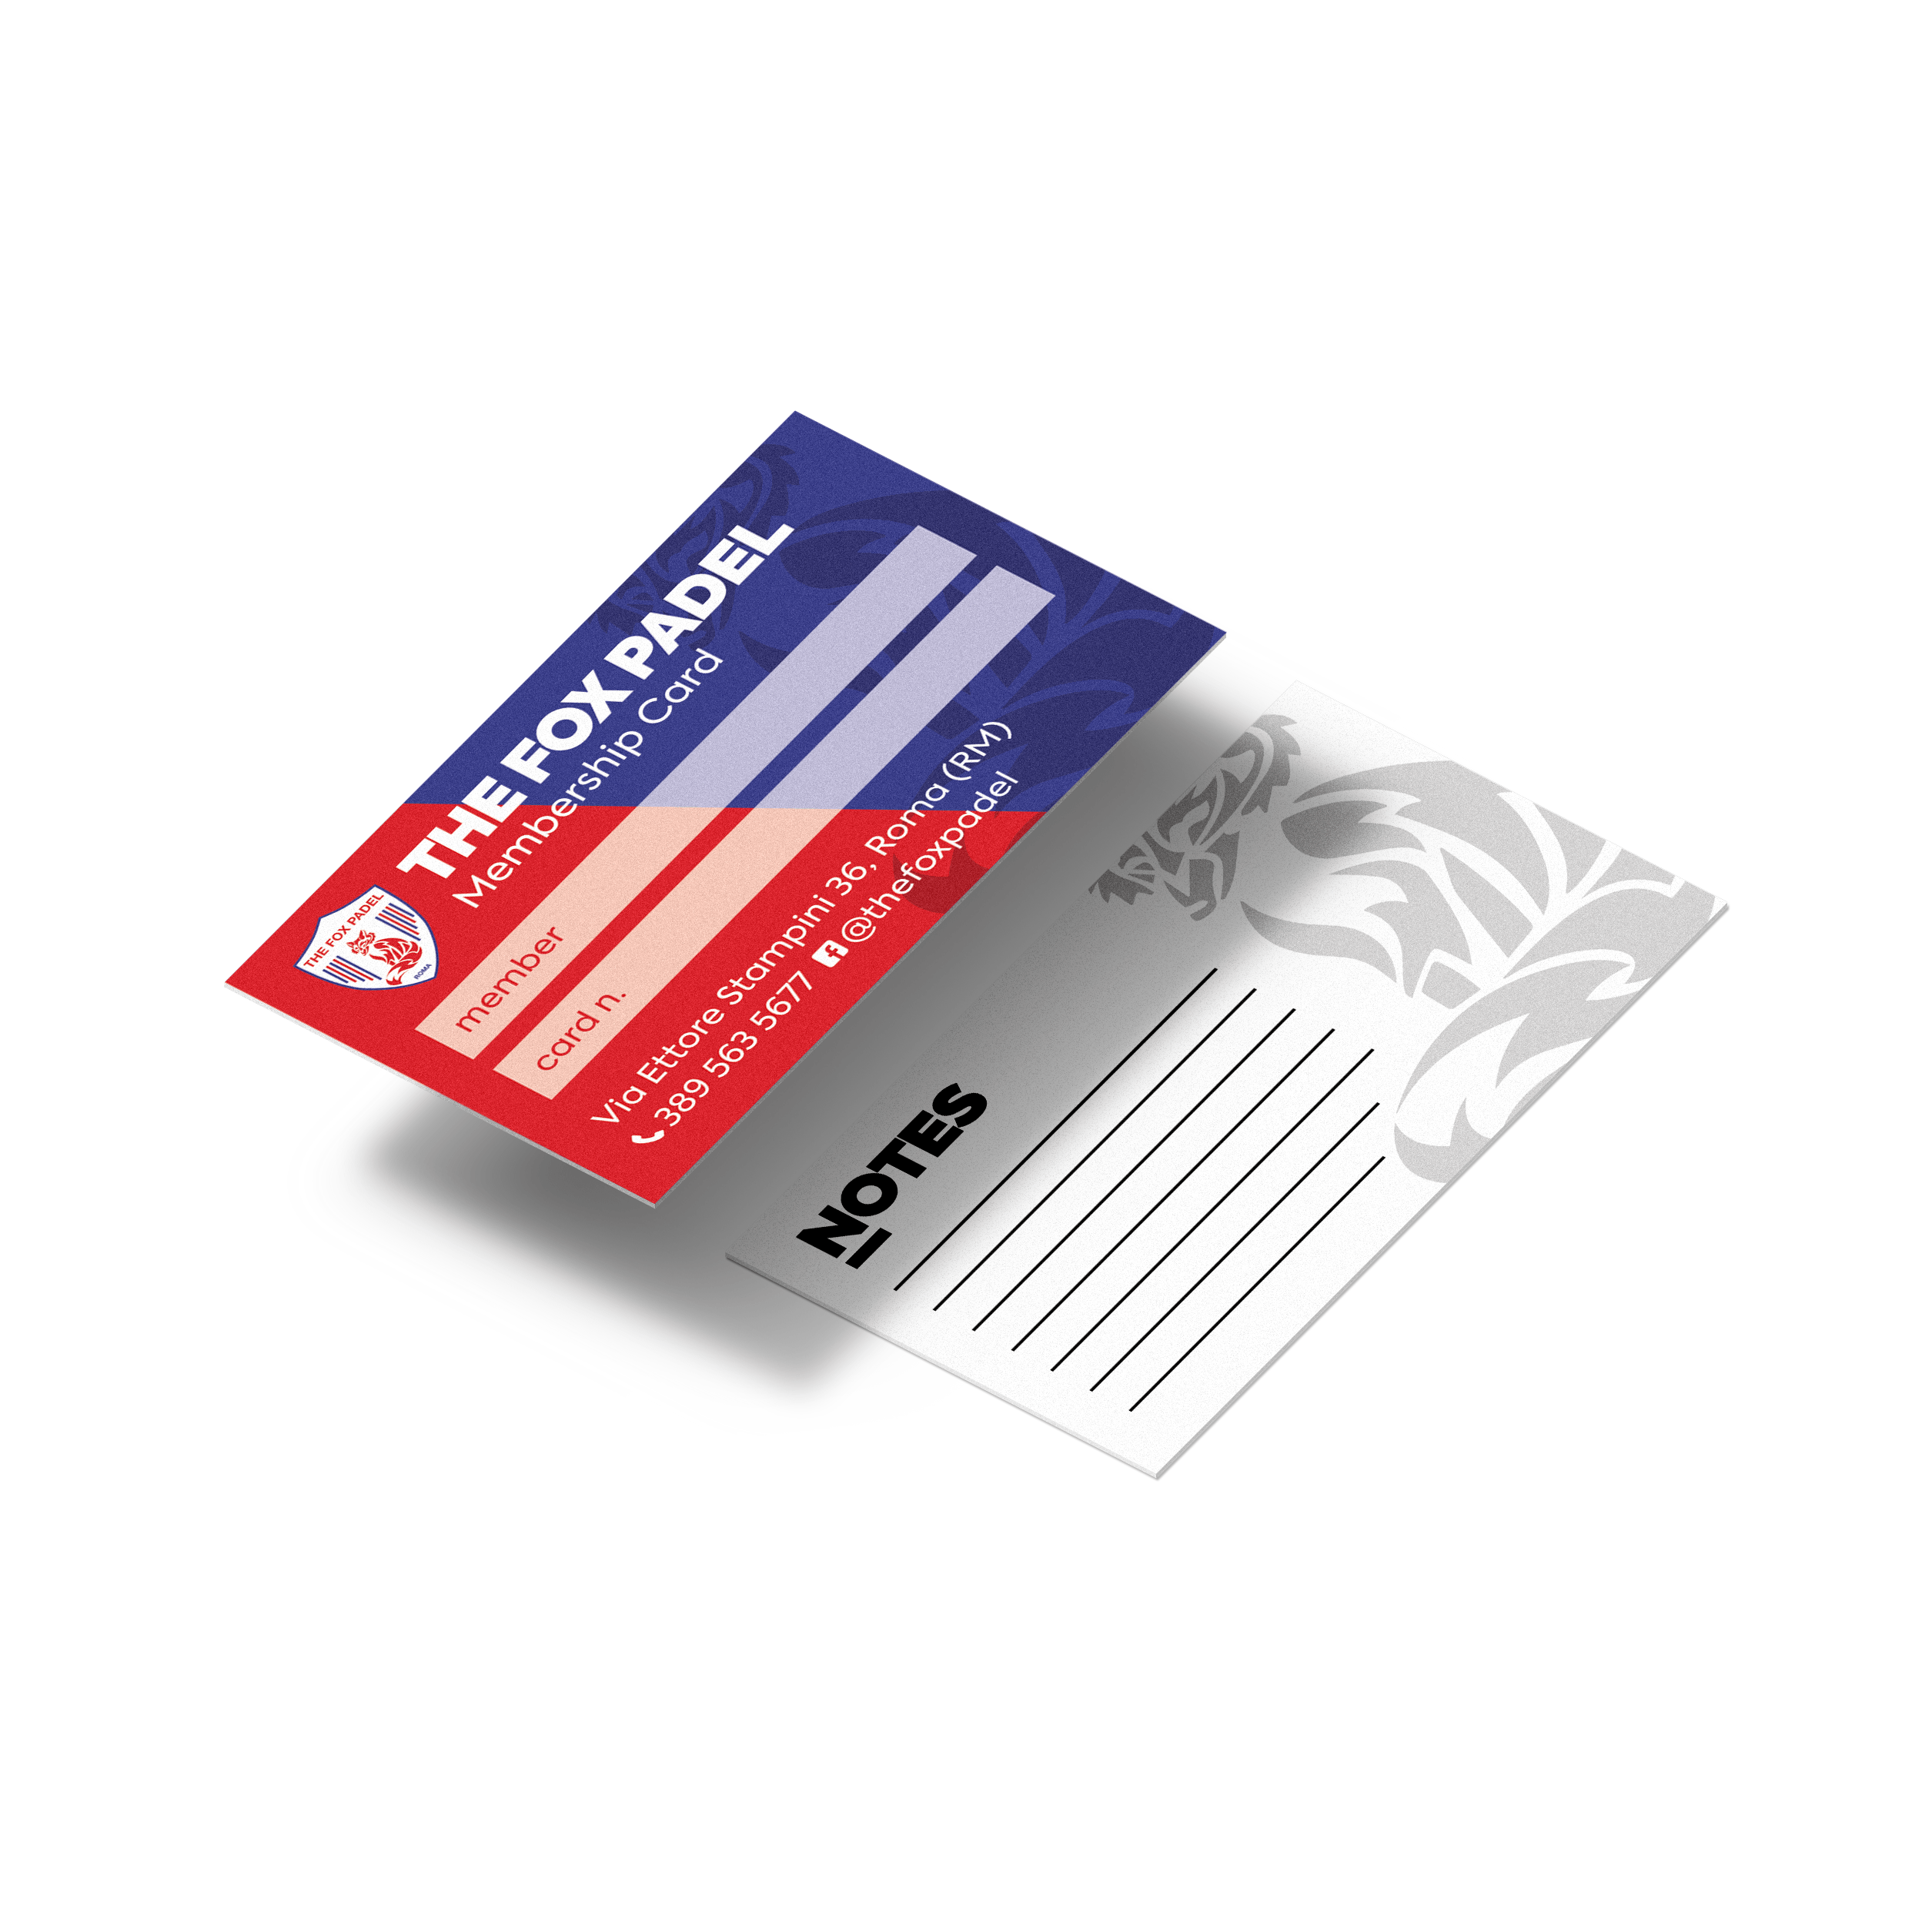 THE FOX PADEL
ROMA
THE FOX PADEL
Membership Card
member
card n.
Via Ettore Stampini 36, Roma (RM)
389 563 5677 @thefoxpadel
NOTES